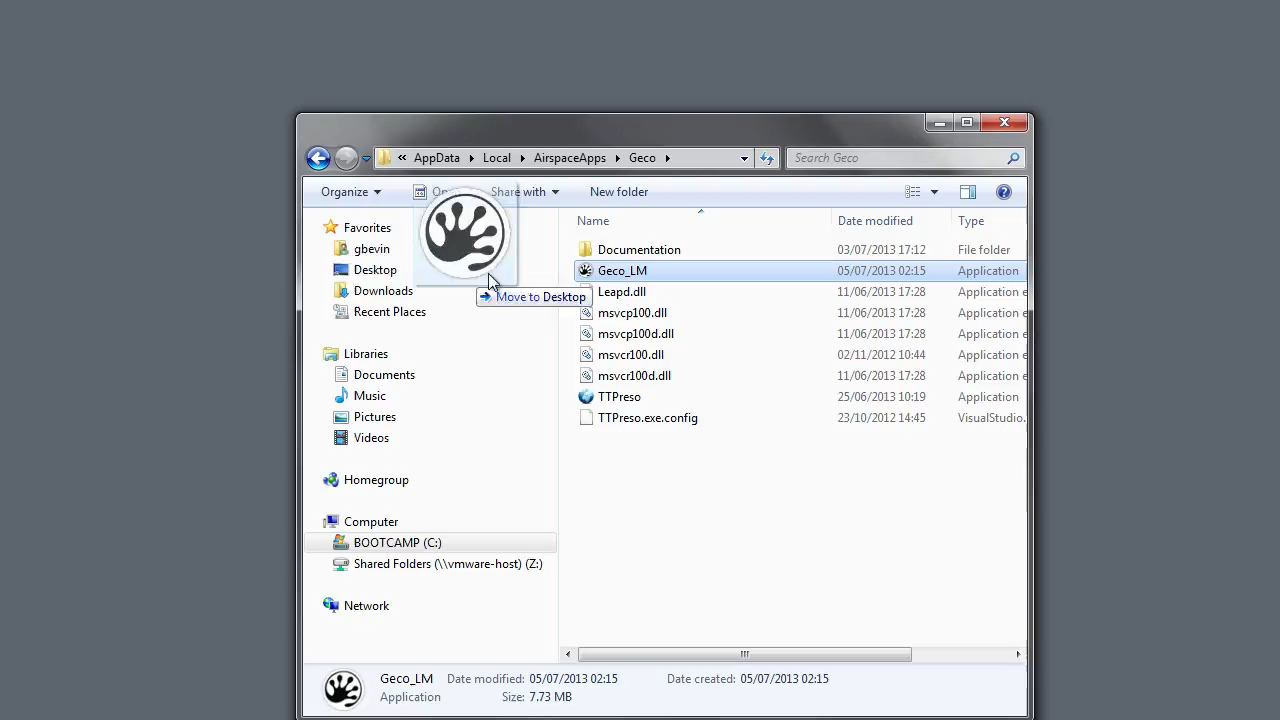 « AppData Local AirspaceApps Geco
Search Geco
Organize Share with New folder
Name Date modified Type
Favorites
gbevin
Desktop
Downloads
Recent Places
Libraries
Documents
Music
Pictures
Videos
Homegroup
Computer
BOOTCAMP (C:)
Shared Folders (\\vmware-host) (Z:)
Network
Move to Desktop
Documentation 03/07/2013 17:12 File folder
Geco_LM 05/07/2013 02:15 Application
Leapd.dll 11/06/2013 17:28 Application e
msvcp100.dll 11/06/2013 17:28 Application e
msvcp100d.dll 11/06/2013 17:28 Application e
msvcr100.dll 02/11/2012 10:44 Application e
msvcr100d.dll 11/06/2013 17:28 Application e
TTPreso 25/06/2013 10:19 Application
TTPreso.exe.config 23/10/2012 14:45 VisualStudio.
Geco_LM Date modified: 05/07/2013 02:15 Date created: 05/07/2013 02:15
Application Size: 7.73 MB